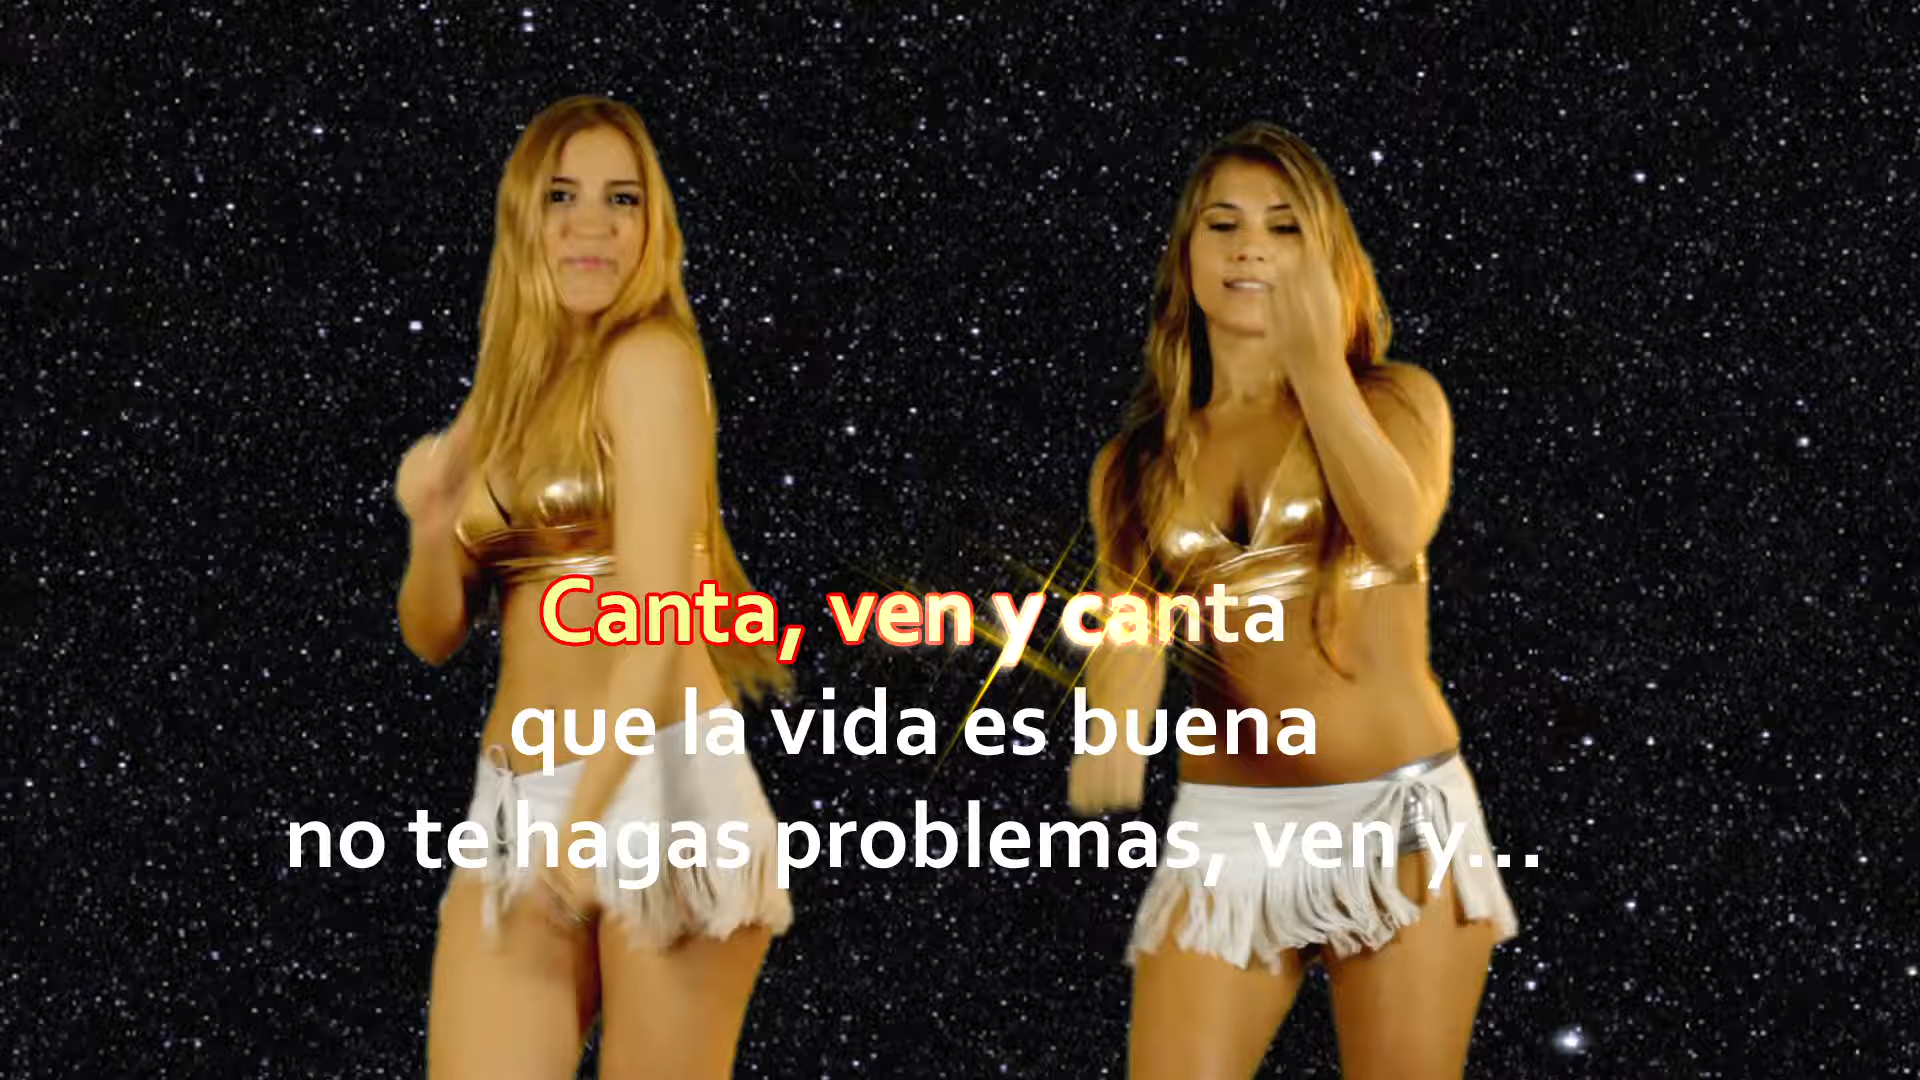 Canta, ven y canta
que la vida es buena
no te hagas problemas, ven y...